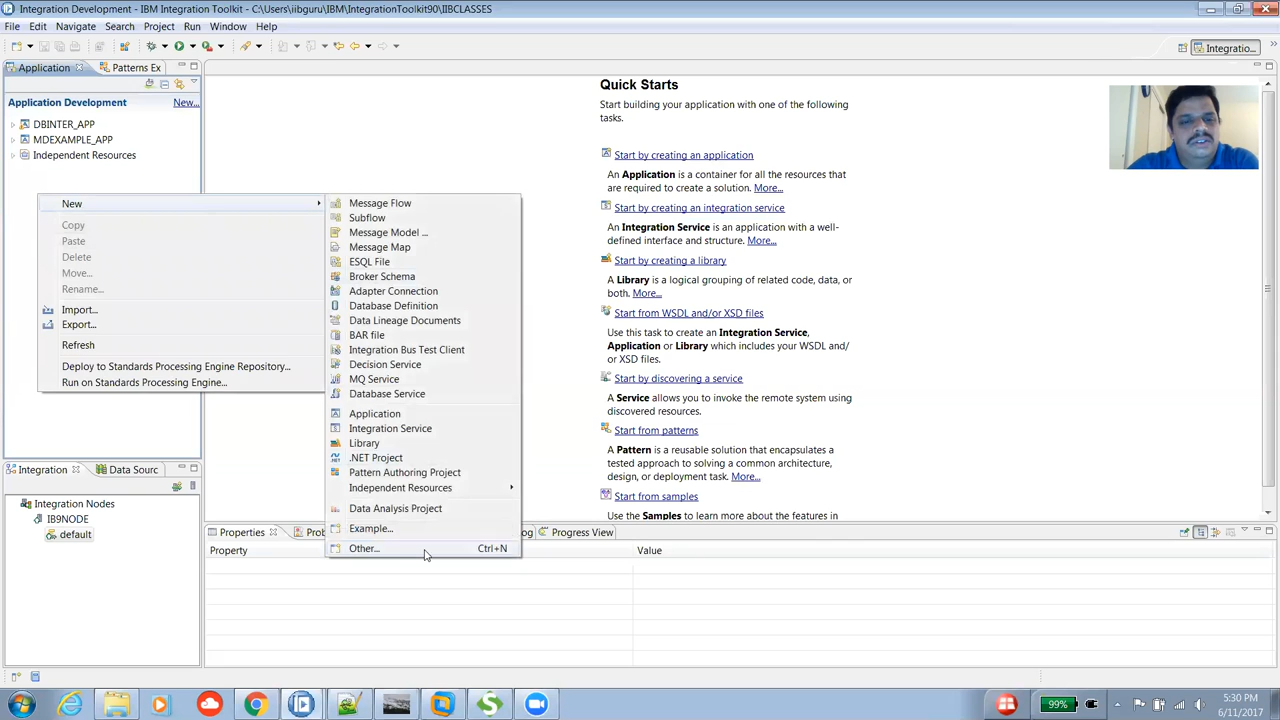 Integration Development - IBM Integration Toolkit - C:\Users\iibguru\IBM\IntegrationToolkit90\IIBCLASSES
File Edit Navigate Search Project Run Window Help
Integratio...
Application
Patterns Ex
Application Development
New...
DBINTER_APP
MDEXAMPLE_APP
Independent Resources
New
Copy
Paste
Delete
Move...
Rename...
Import...
Export...
Refresh
Deploy to Standards Processing Engine Repository...
Run on Standards Processing Engine...
Message Flow
Subflow
Message Model ...
Message Map
ESQL File
Broker Schema
Adapter Connection
Database Definition
Data Lineage Documents
BAR file
Integration Bus Test Client
Decision Service
MQ Service
Database Service
Application
Integration Service
Library
.NET Project
Pattern Authoring Project
Independent Resources
Data Analysis Project
Example...
Other... Ctrl+N
Quick Starts
Start building your application with one of the following
tasks.
Start by creating an application
An Application is a container for all the resources that
are required to create a solution. More...
Start by creating an integration service
An Integration Service is an application with a well-
defined interface and structure. More...
Start by creating a library
A Library is a logical grouping of related code, data, or
both. More...
Start from WSDL and/or XSD files
Use this task to create an Integration Service,
Application or Library which includes your WSDL and/
or XSD files.
Start by discovering a service
A Service allows you to invoke the remote system using
discovered resources.
Start from patterns
A Pattern is a reusable solution that encapsulates a
tested approach to solving a common architecture,
design, or deployment task. More...
Start from samples
Use the Samples to learn more about the features in
Integration
Data Sourc
Integration Nodes
IB9NODE
default
Properties
Prob
og
Progress View
Property
Value
99%
5:30 PM
6/11/2017